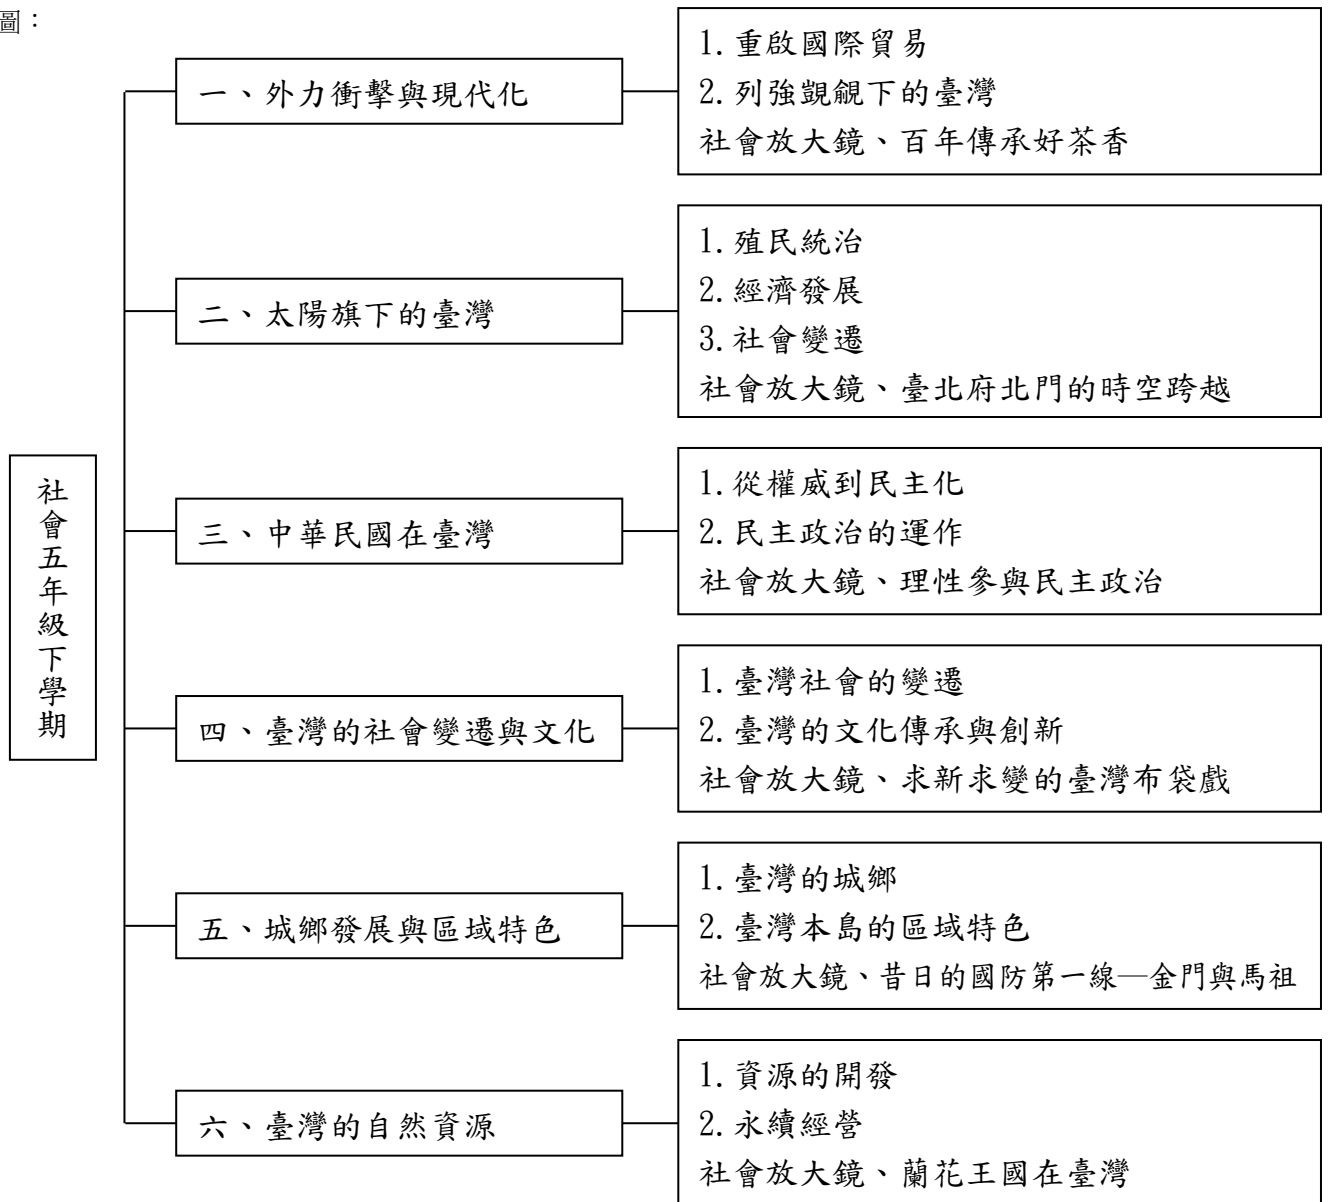 圖：
社會五年級下學期
一、外力衝擊與現代化
1.重啟國際貿易
2.列強覬覦下的臺灣
社會放大鏡、百年傳承好茶香
二、太陽旗下的臺灣
1.殖民統治
2.經濟發展
3.社會變遷
社會放大鏡、臺北府北門的時空跨越
三、中華民國在臺灣
1.從權威到民主化
2.民主政治的運作
社會放大鏡、理性參與民主政治
四、臺灣的社會變遷與文化
1.臺灣社會的變遷
2.臺灣的文化傳承與創新
社會放大鏡、求新求變的臺灣布袋戲
五、城鄉發展與區域特色
1.臺灣的城鄉
2.臺灣本島的區域特色
社會放大鏡、昔日的國防第一線—金門與馬祖
六、臺灣的自然資源
1.資源的開發
2.永續經營
社會放大鏡、蘭花王國在臺灣